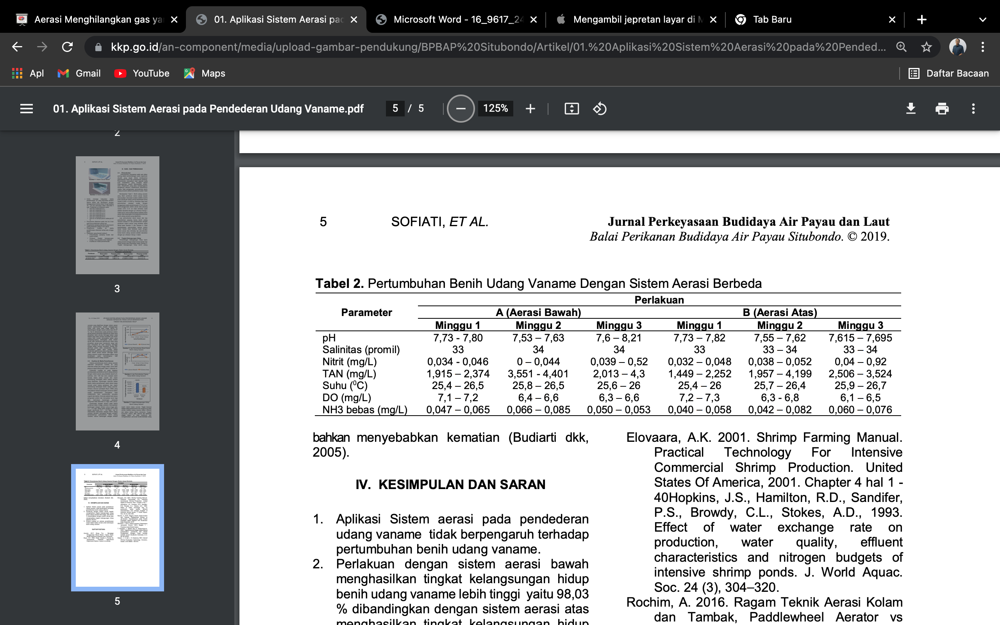 Aerasi Menghilangkan gas ya
01. Aplikasi Sistem Aerasi pad
Microsoft Word - 16_9617_24
Mengambil jepretan layar di M
Tab Baru
kkp.go.id/an-component/media/upload-gambar-pendukung/BPBAP%20Situbondo/Artikel/01.%20Aplikasi%20Sistem%20Aerasi%20pada%20Pended...
Apl
Gmail
YouTube
Maps
Daftar Bacaan
01. Aplikasi Sistem Aerasi pada Pendederan Udang Vaname.pdf
5 / 5
125%
2
3
4
5
5 SOFIATI, ET AL. Jurnal Perkeyasaan Budidaya Air Payau dan Laut
Balai Perikanan Budidaya Air Payau Situbondo. © 2019.
Tabel 2. Pertumbuhan Benih Udang Vaname Dengan Sistem Aerasi Berbeda
Perlakuan
Parameter A (Aerasi Bawah) B (Aerasi Atas)
Minggu 1 Minggu 2 Minggu 3 Minggu 1 Minggu 2 Minggu 3
pH 7,73 - 7,80 7,53 – 7,63 7,6 – 8,21 7,73 – 7,82 7,55 – 7,62 7,615 – 7,695
Salinitas (promil) 33 34 34 33 33 – 34 33 – 34
Nitrit (mg/L) 0,034 - 0,046 0 – 0,044 0,039 – 0,52 0,032 – 0,048 0,038 – 0,052 0,04 – 0,92
TAN (mg/L) 1,915 – 2,374 3,551 - 4,401 2,013 – 4,3 1,449 – 2,252 1,957 – 4,199 2,506 – 3,524
Suhu (⁰C) 25,4 – 26,5 25,8 – 26,5 25,6 – 26 25,4 – 26 25,7 – 26,4 25,9 – 26,7
DO (mg/L) 7,1 – 7,2 6,4 – 6,6 6,3 – 6,6 7,2 – 7,3 6,3 - 6,8 6,1 – 6,5
NH3 bebas (mg/L) 0,047 – 0,065 0,066 – 0,085 0,050 – 0,053 0,040 – 0,058 0,042 – 0,082 0,060 – 0,076
bahkan menyebabkan kematian (Budiarti dkk,
2005).
IV. KESIMPULAN DAN SARAN
1. Aplikasi Sistem aerasi pada pendederan
udang vaname tidak berpengaruh terhadap
pertumbuhan benih udang vaname.
2. Perlakuan dengan sistem aerasi bawah
menghasilkan tingkat kelangsungan hidup
benih udang vaname lebih tinggi yaitu 98,03
% dibandingkan dengan sistem aerasi atas
menghasilkan tingkat kelangsungan hidup
Elovaara, A.K. 2001. Shrimp Farming Manual.
Practical Technology For Intensive
Commercial Shrimp Production. United
States Of America, 2001. Chapter 4 hal 1 -
40Hopkins, J.S., Hamilton, R.D., Sandifer,
P.S., Browdy, C.L., Stokes, A.D., 1993.
Effect of water exchange rate on
production, water quality, effluent
characteristics and nitrogen budgets of
intensive shrimp ponds. J. World Aquac.
Soc. 24 (3), 304–320.
Rochim, A. 2016. Ragam Teknik Aerasi Kolam
dan Tambak, Paddlewheel Aerator vs